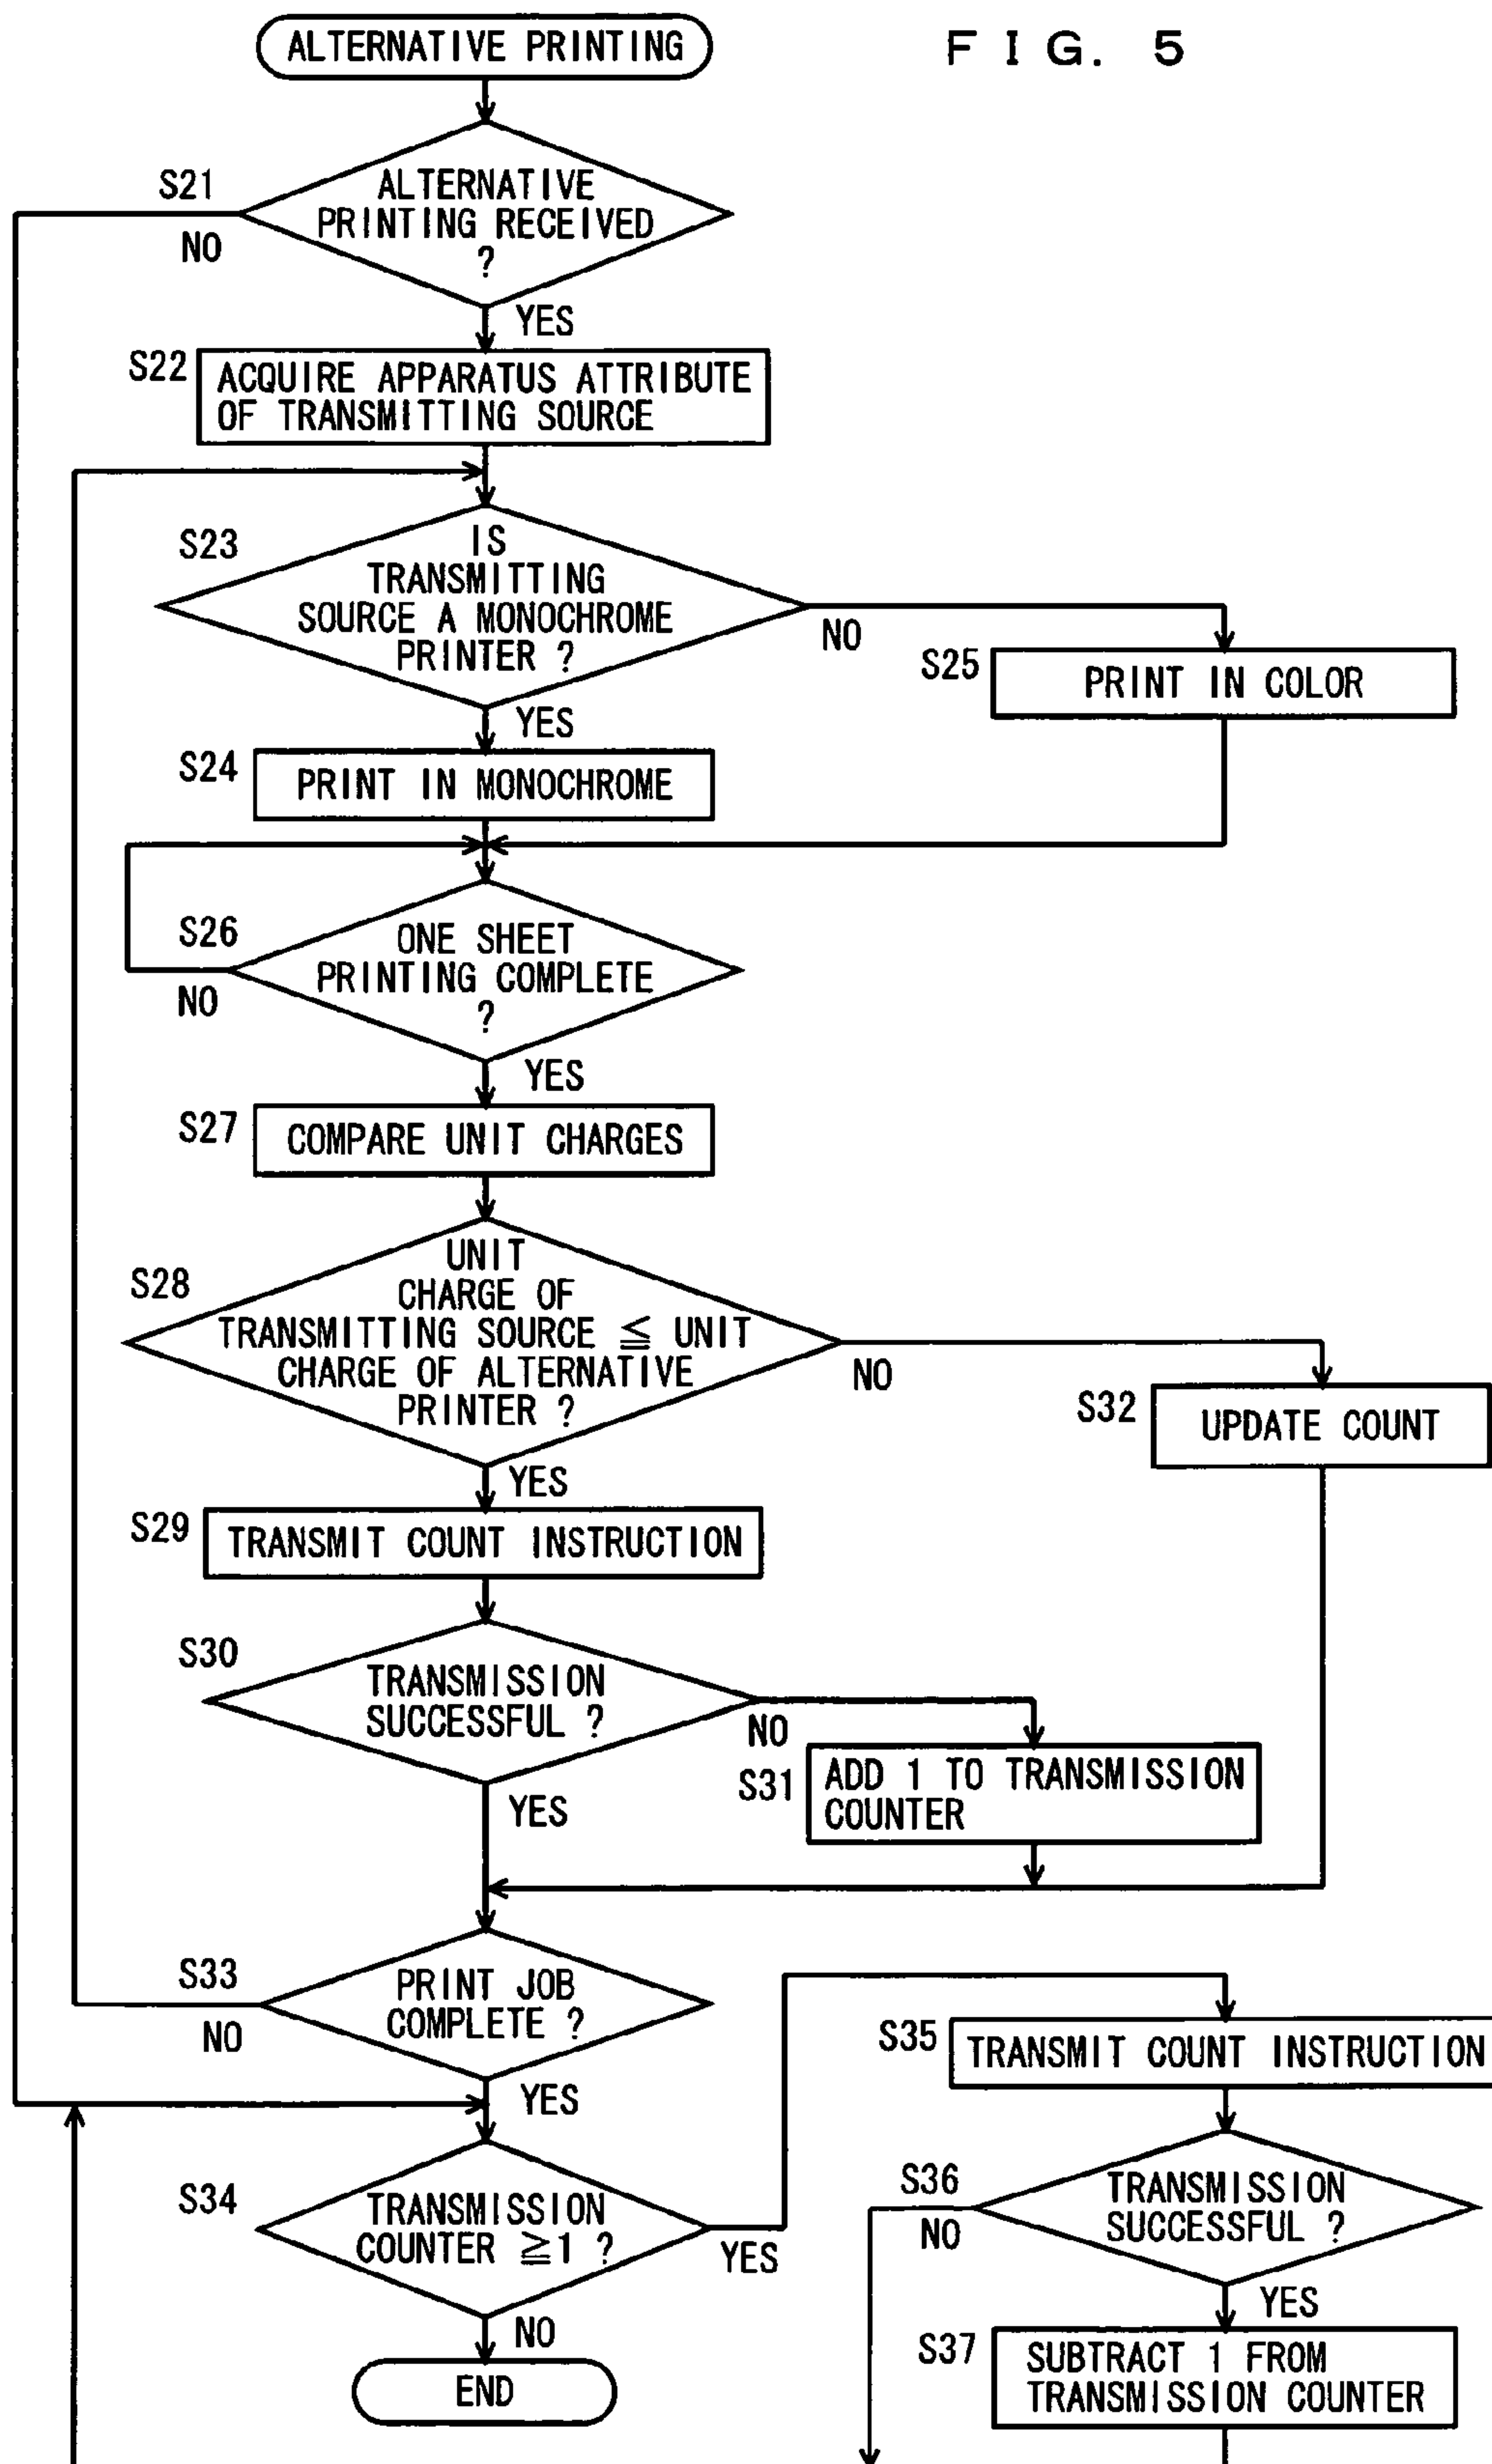 ALTERNATIVE PRINTING
FIG. 5
S21
ALTERNATIVE
PRINTING RECEIVED
?
NO
YES
S22
ACQUIRE APPARATUS ATTRIBUTE
OF TRANSMITTING SOURCE
S23
IS
TRANSMITTING
SOURCE A MONOCHROME
PRINTER ?
NO
YES
S25
PRINT IN COLOR
S24
PRINT IN MONOCHROME
S26
ONE SHEET
PRINTING COMPLETE
?
NO
YES
S27
COMPARE UNIT CHARGES
S28
UNIT
CHARGE OF
TRANSMITTING SOURCE ≦ UNIT
CHARGE OF ALTERNATIVE
PRINTER ?
NO
YES
S32
UPDATE COUNT
S29
TRANSMIT COUNT INSTRUCTION
S30
TRANSMISSION
SUCCESSFUL ?
NO
YES
S31
ADD 1 TO TRANSMISSION
COUNTER
S33
PRINT JOB
COMPLETE ?
NO
YES
S34
TRANSMISSION
COUNTER ≧1 ?
YES
NO
END
S35
TRANSMIT COUNT INSTRUCTION
S36
TRANSMISSION
SUCCESSFUL ?
NO
YES
S37
SUBTRACT 1 FROM
TRANSMISSION COUNTER